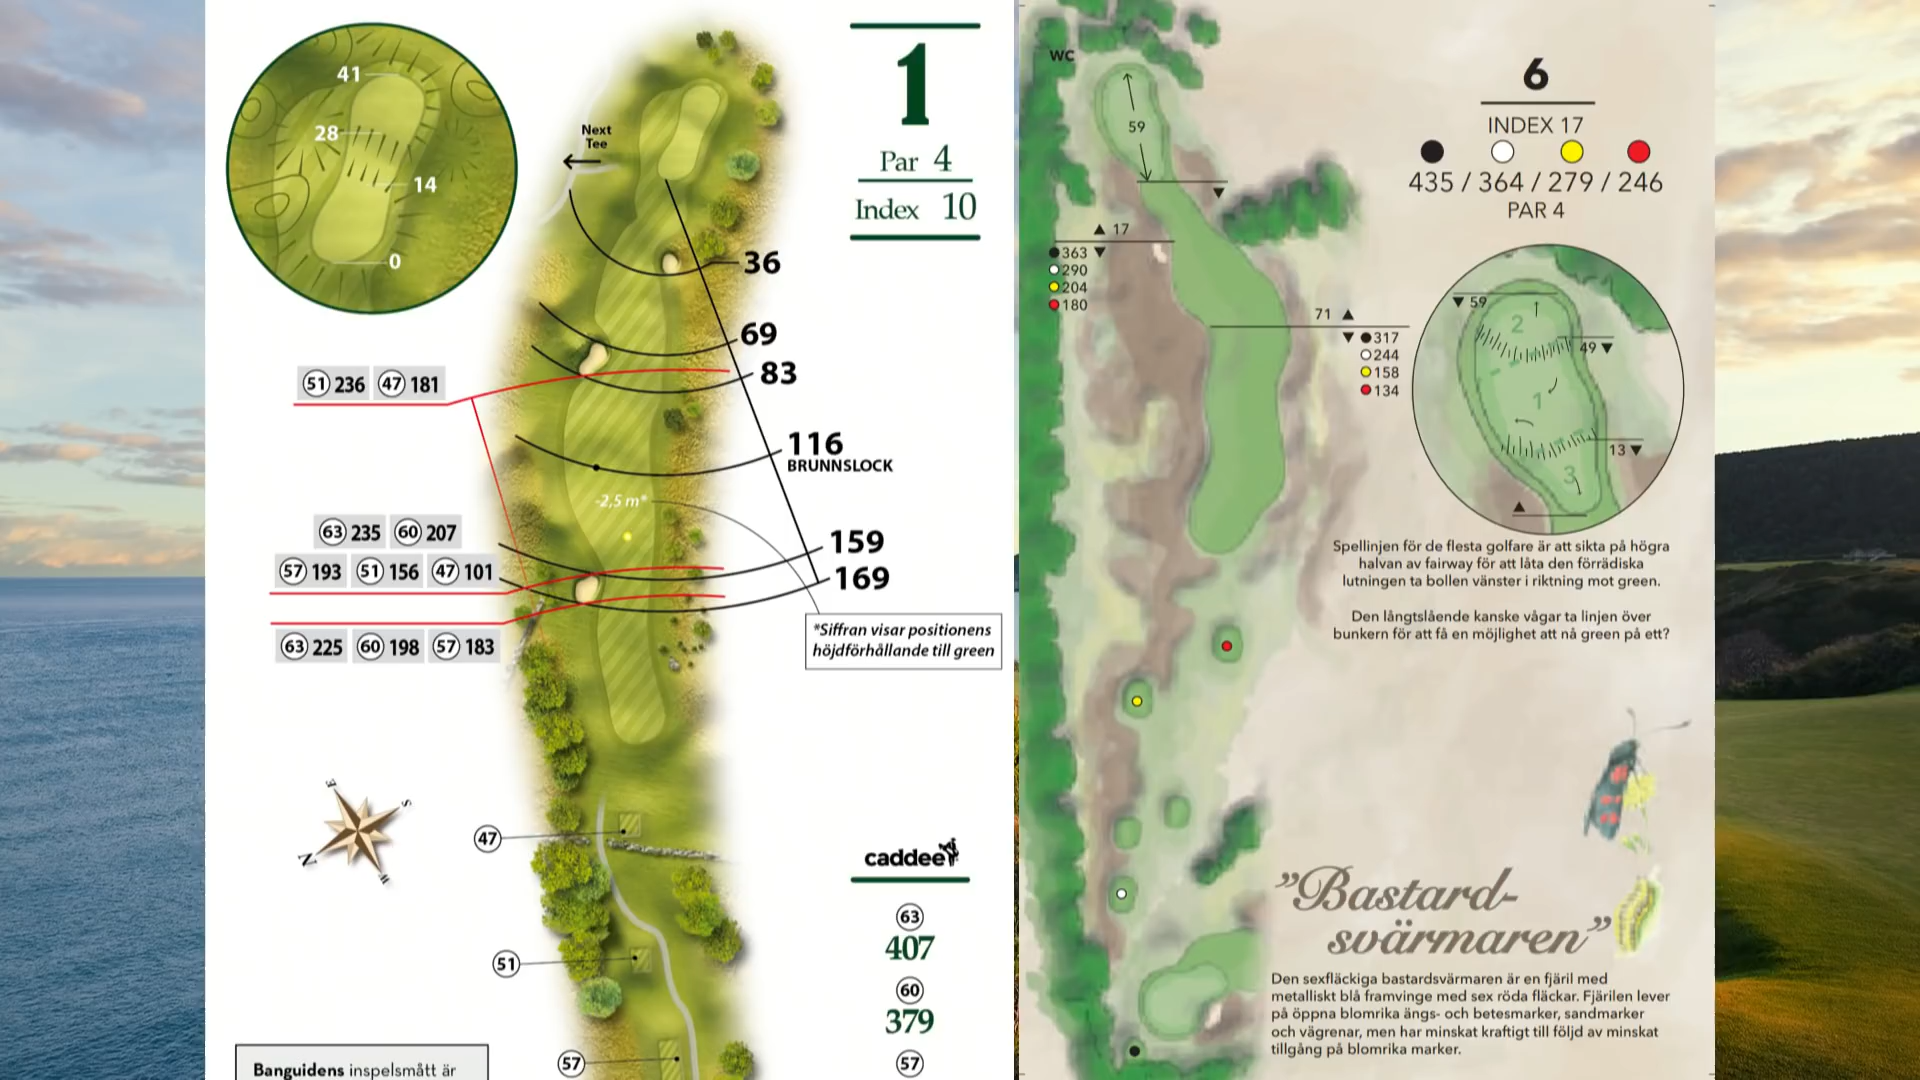 41
28
14
0
Next
Tee
1
Par 4
Index 10
36
69
83
116
BRUNNSLOCK
-2,5 m*
159
169
51 236 47 181
63 235 60 207
57 193 51 156 47 101
63 225 60 198 57 183
*Siffran visar positionens
höjdförhållande till green
E
S
N
W
47
51
57
caddee
63
407
60
379
57
Banguidens inspelsmått är
WC
59
6
INDEX 17
435 / 364 / 279 / 246
PAR 4
17
363
290
204
180
71
317
244
158
134
59
2
49
1
13
3
Spellinjen för de flesta golfare är att sikta på högra
halvan av fairway för att låta den förrädiska
lutningen ta bollen vänster i riktning mot green.
Den långtslående kanske vågar ta linjen över
bunkern för att få en möjlighet att nå green på ett?
”Bastard-
svärmaren”
Den sexfläckiga bastardsvärmaren är en fjäril med
metalliskt blå framvinge med sex röda fläckar. Fjärilen lever
på öppna blomrika ängs- och betesmarker, sandmarker
och vägrenar, men har minskat kraftigt till följd av minskat
tillgång på blomrika marker.